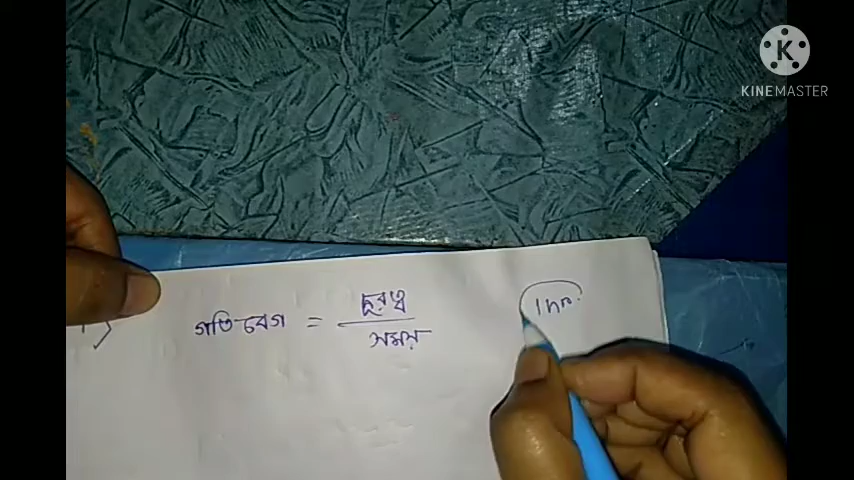 K
KINEMASTER
গতিবেগ = দূরত্ব / সময়
1hr.